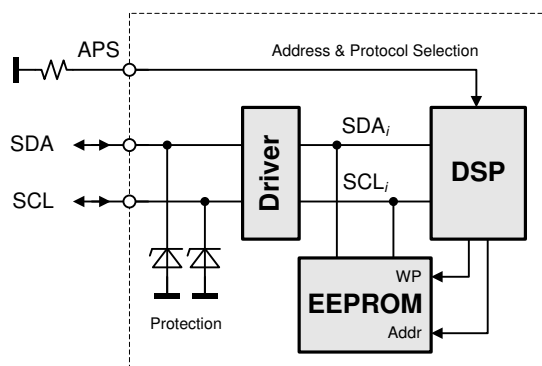 APS
Address & Protocol Selection
SDA
Driver
SDAi
DSP
SCL
SCLi
WP
EEPROM
Addr
Protection